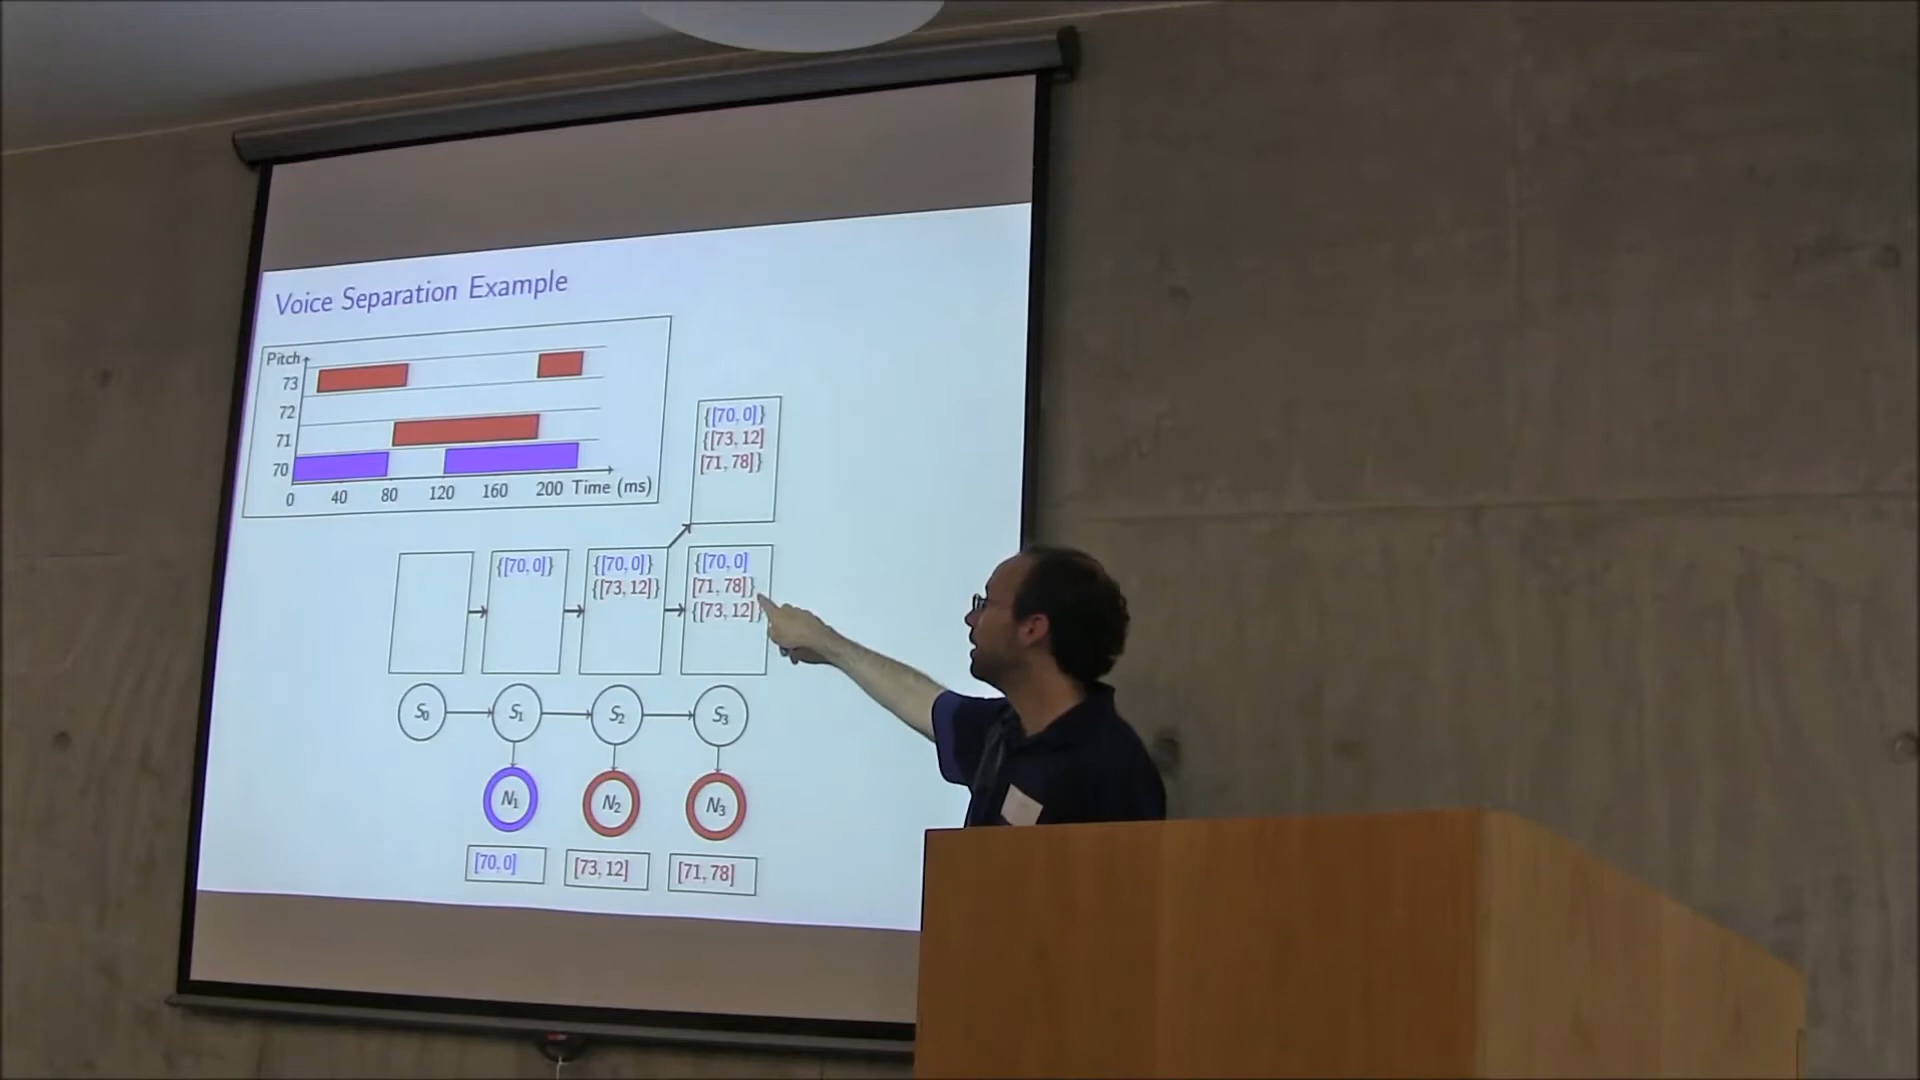 Voice Separation Example
Pitch
73
72
71
70
0 40 80 120 160 200 Time (ms)
{[70, 0]}
{[73, 12]
[71, 78]}
{[70, 0]}
{[70, 0]}
{[73, 12]}
{[70, 0]
[71, 78]}
{[73, 12]}
S0 S1 S2 S3
N1 N2 N3
[70, 0] [73, 12] [71, 78]